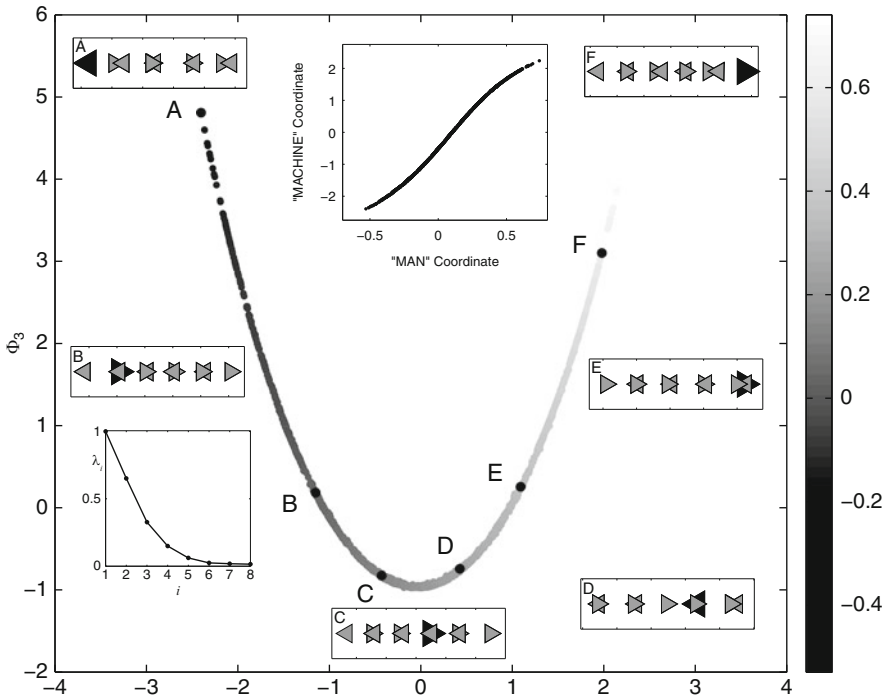 6
5
4
3
2
1
0
−1
−2
Φ3
−4 −3 −2 −1 0 1 2 3 4
A
A
B
B
λi
1
0.5
0
1 2 3 4 5 6 7 8
i
"MACHINE" Coordinate
2
1
0
−1
−2
−0.5 0 0.5
"MAN" Coordinate
F
F
E
E
D
D
C
C
0.6
0.4
0.2
0
−0.2
−0.4